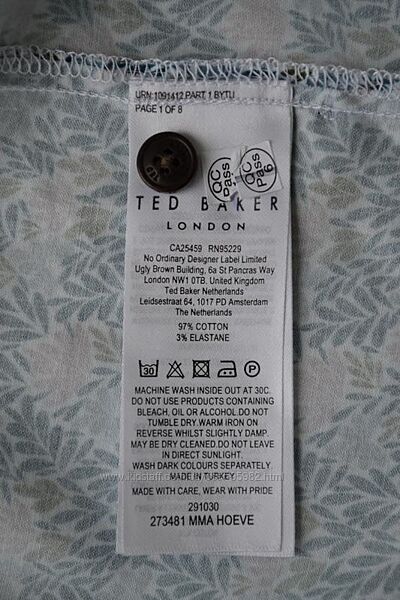 URN:1091412 PART 1 BYTU
PAGE 1 OF 8
QC Pass
QC Pass 6
TED BAKER
LONDON
CA25459 RN95229
No Ordinary Designer Label Limited
Ugly Brown Building, 6a St Pancras Way
London NW1 0TB. United Kingdom
Ted Baker Netherlands
Leidsestraat 64, 1017 PD Amsterdam
The Netherlands
97% COTTON
3% ELASTANE
30 P
MACHINE WASH INSIDE OUT AT 30C.
DO NOT USE PRODUCTS CONTAINING
BLEACH, OIL OR ALCOHOL.DO NOT
TUMBLE DRY.WARM IRON ON
REVERSE WHILST SLIGHTLY DAMP.
MAY BE DRY CLEANED.DO NOT LEAVE
IN DIRECT SUNLIGHT.
WASH DARK COLOURS SEPARATELY.
MADE IN TURKEY
MADE WITH CARE, WEAR WITH PRIDE
291030
273481 MMA HOEVE